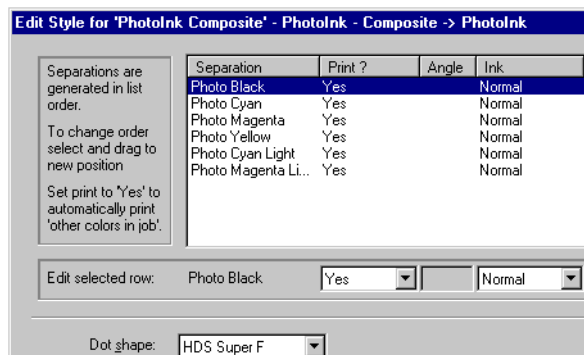 Edit Style for 'PhotoInk Composite' - PhotoInk - Composite -> PhotoInk
Separations are
generated in list
order.
To change order
select and drag to
new position
Set print to 'Yes' to
automatically print
'other colors in job'.
Separation Print ? Angle Ink
Photo Black Yes Normal
Photo Cyan Yes Normal
Photo Magenta Yes Normal
Photo Yellow Yes Normal
Photo Cyan Light Yes Normal
Photo Magenta Li... Yes Normal
Edit selected row: Photo Black Yes Normal
Dot shape: HDS Super F